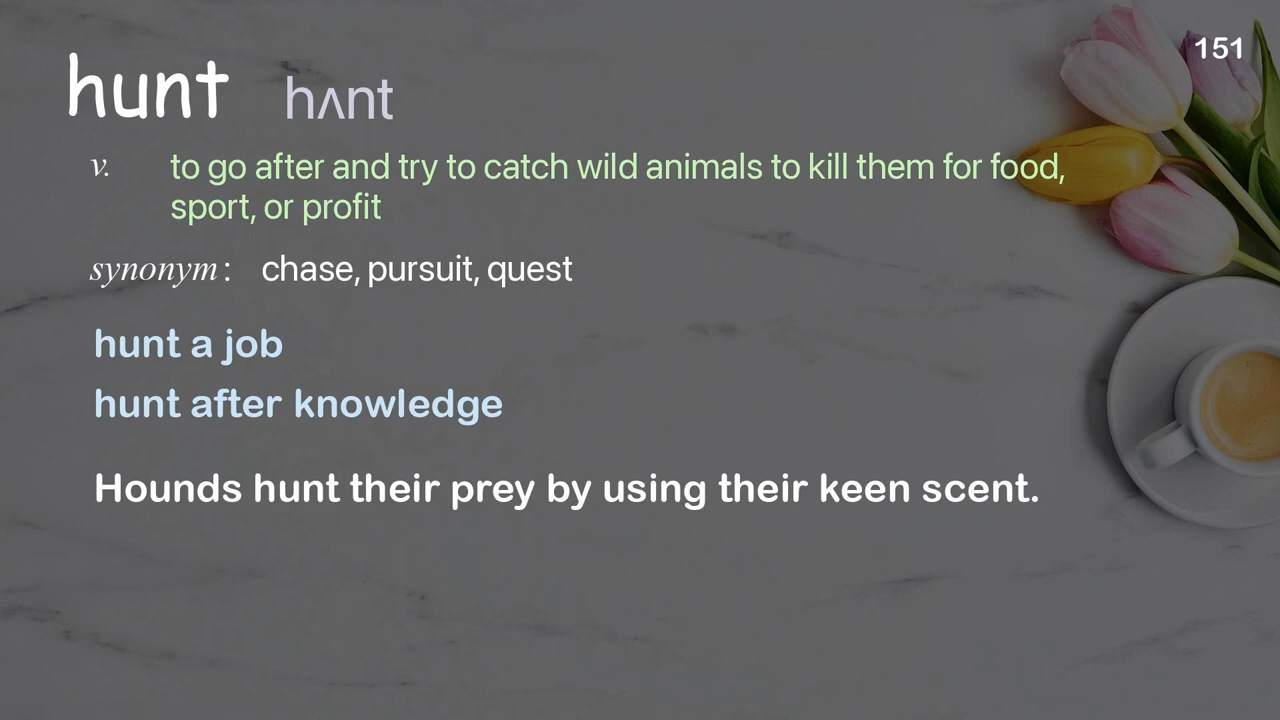 151
hunt hʌnt
v. to go after and try to catch wild animals to kill them for food,
sport, or profit
synonym: chase, pursuit, quest
hunt a job
hunt after knowledge
Hounds hunt their prey by using their keen scent.